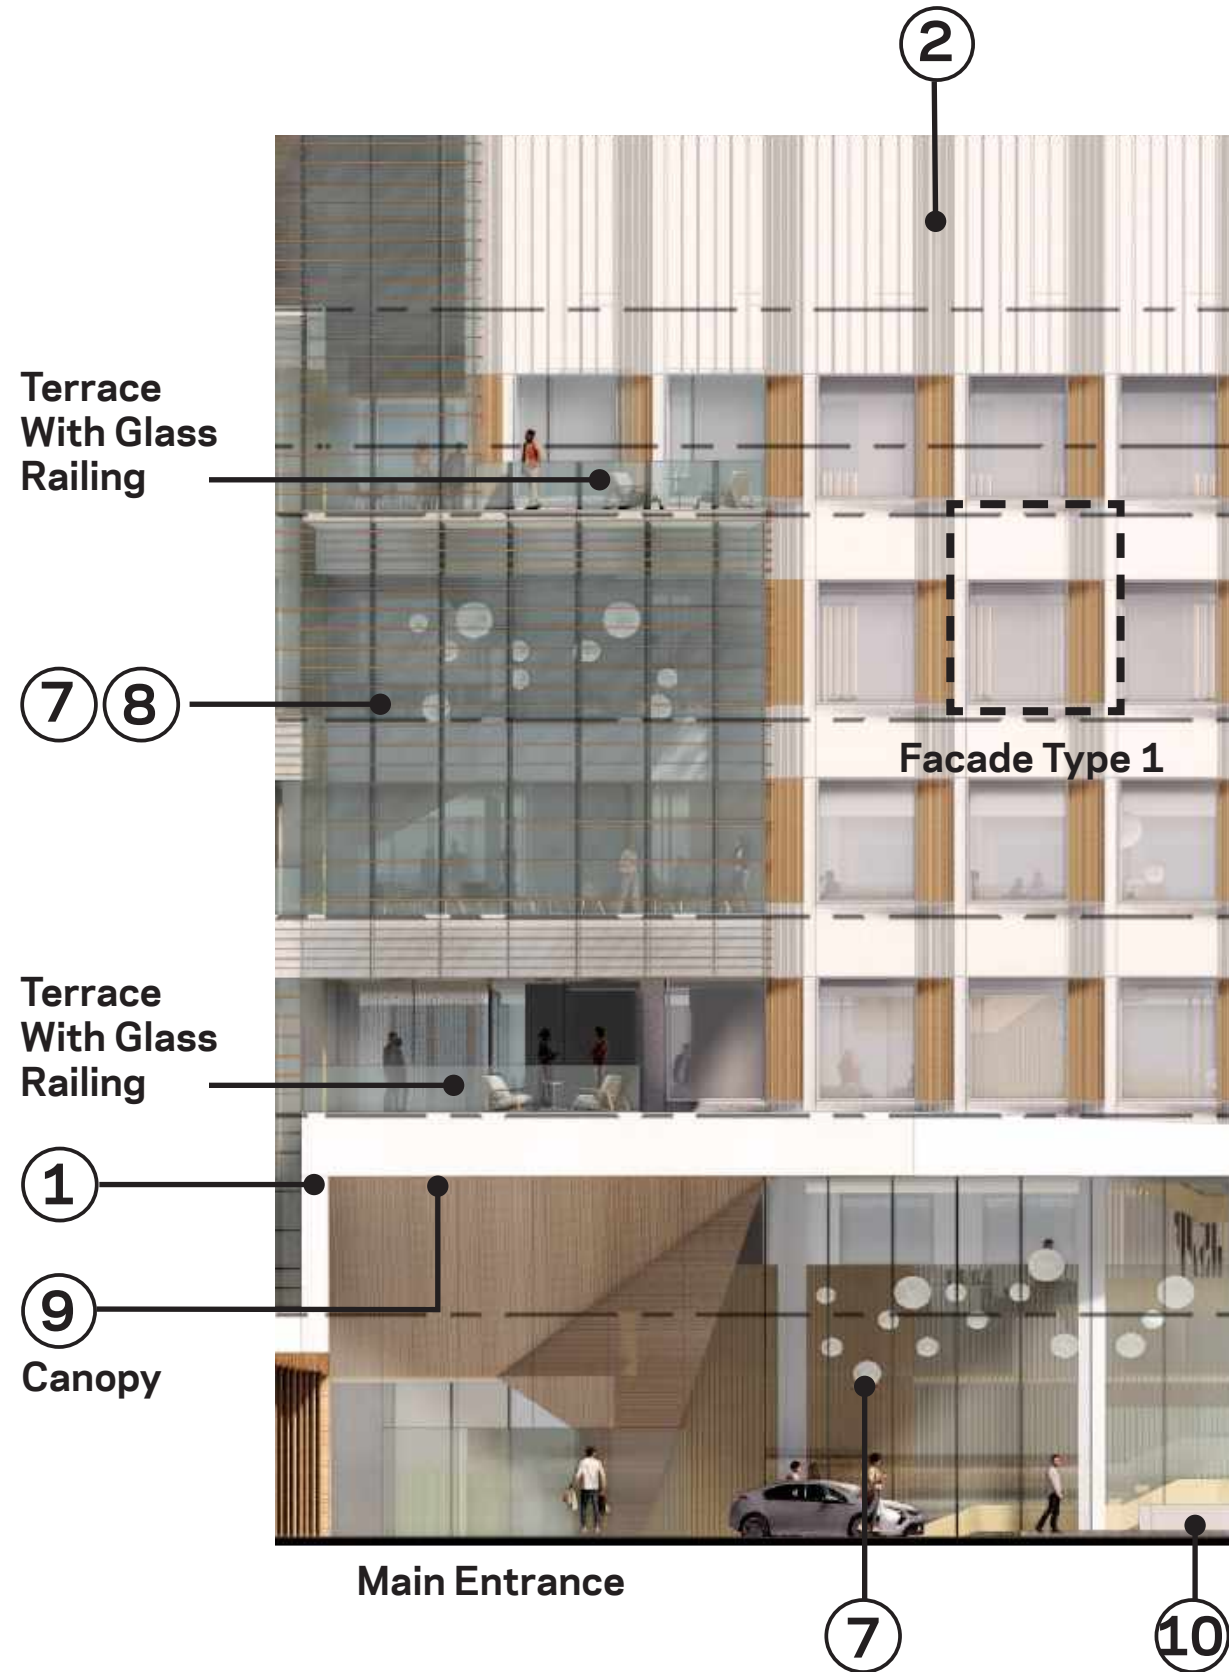 2
Terrace
With Glass
Railing
7 8
Facade Type 1
Terrace
With Glass
Railing
1
9
Canopy
Main Entrance
7
10